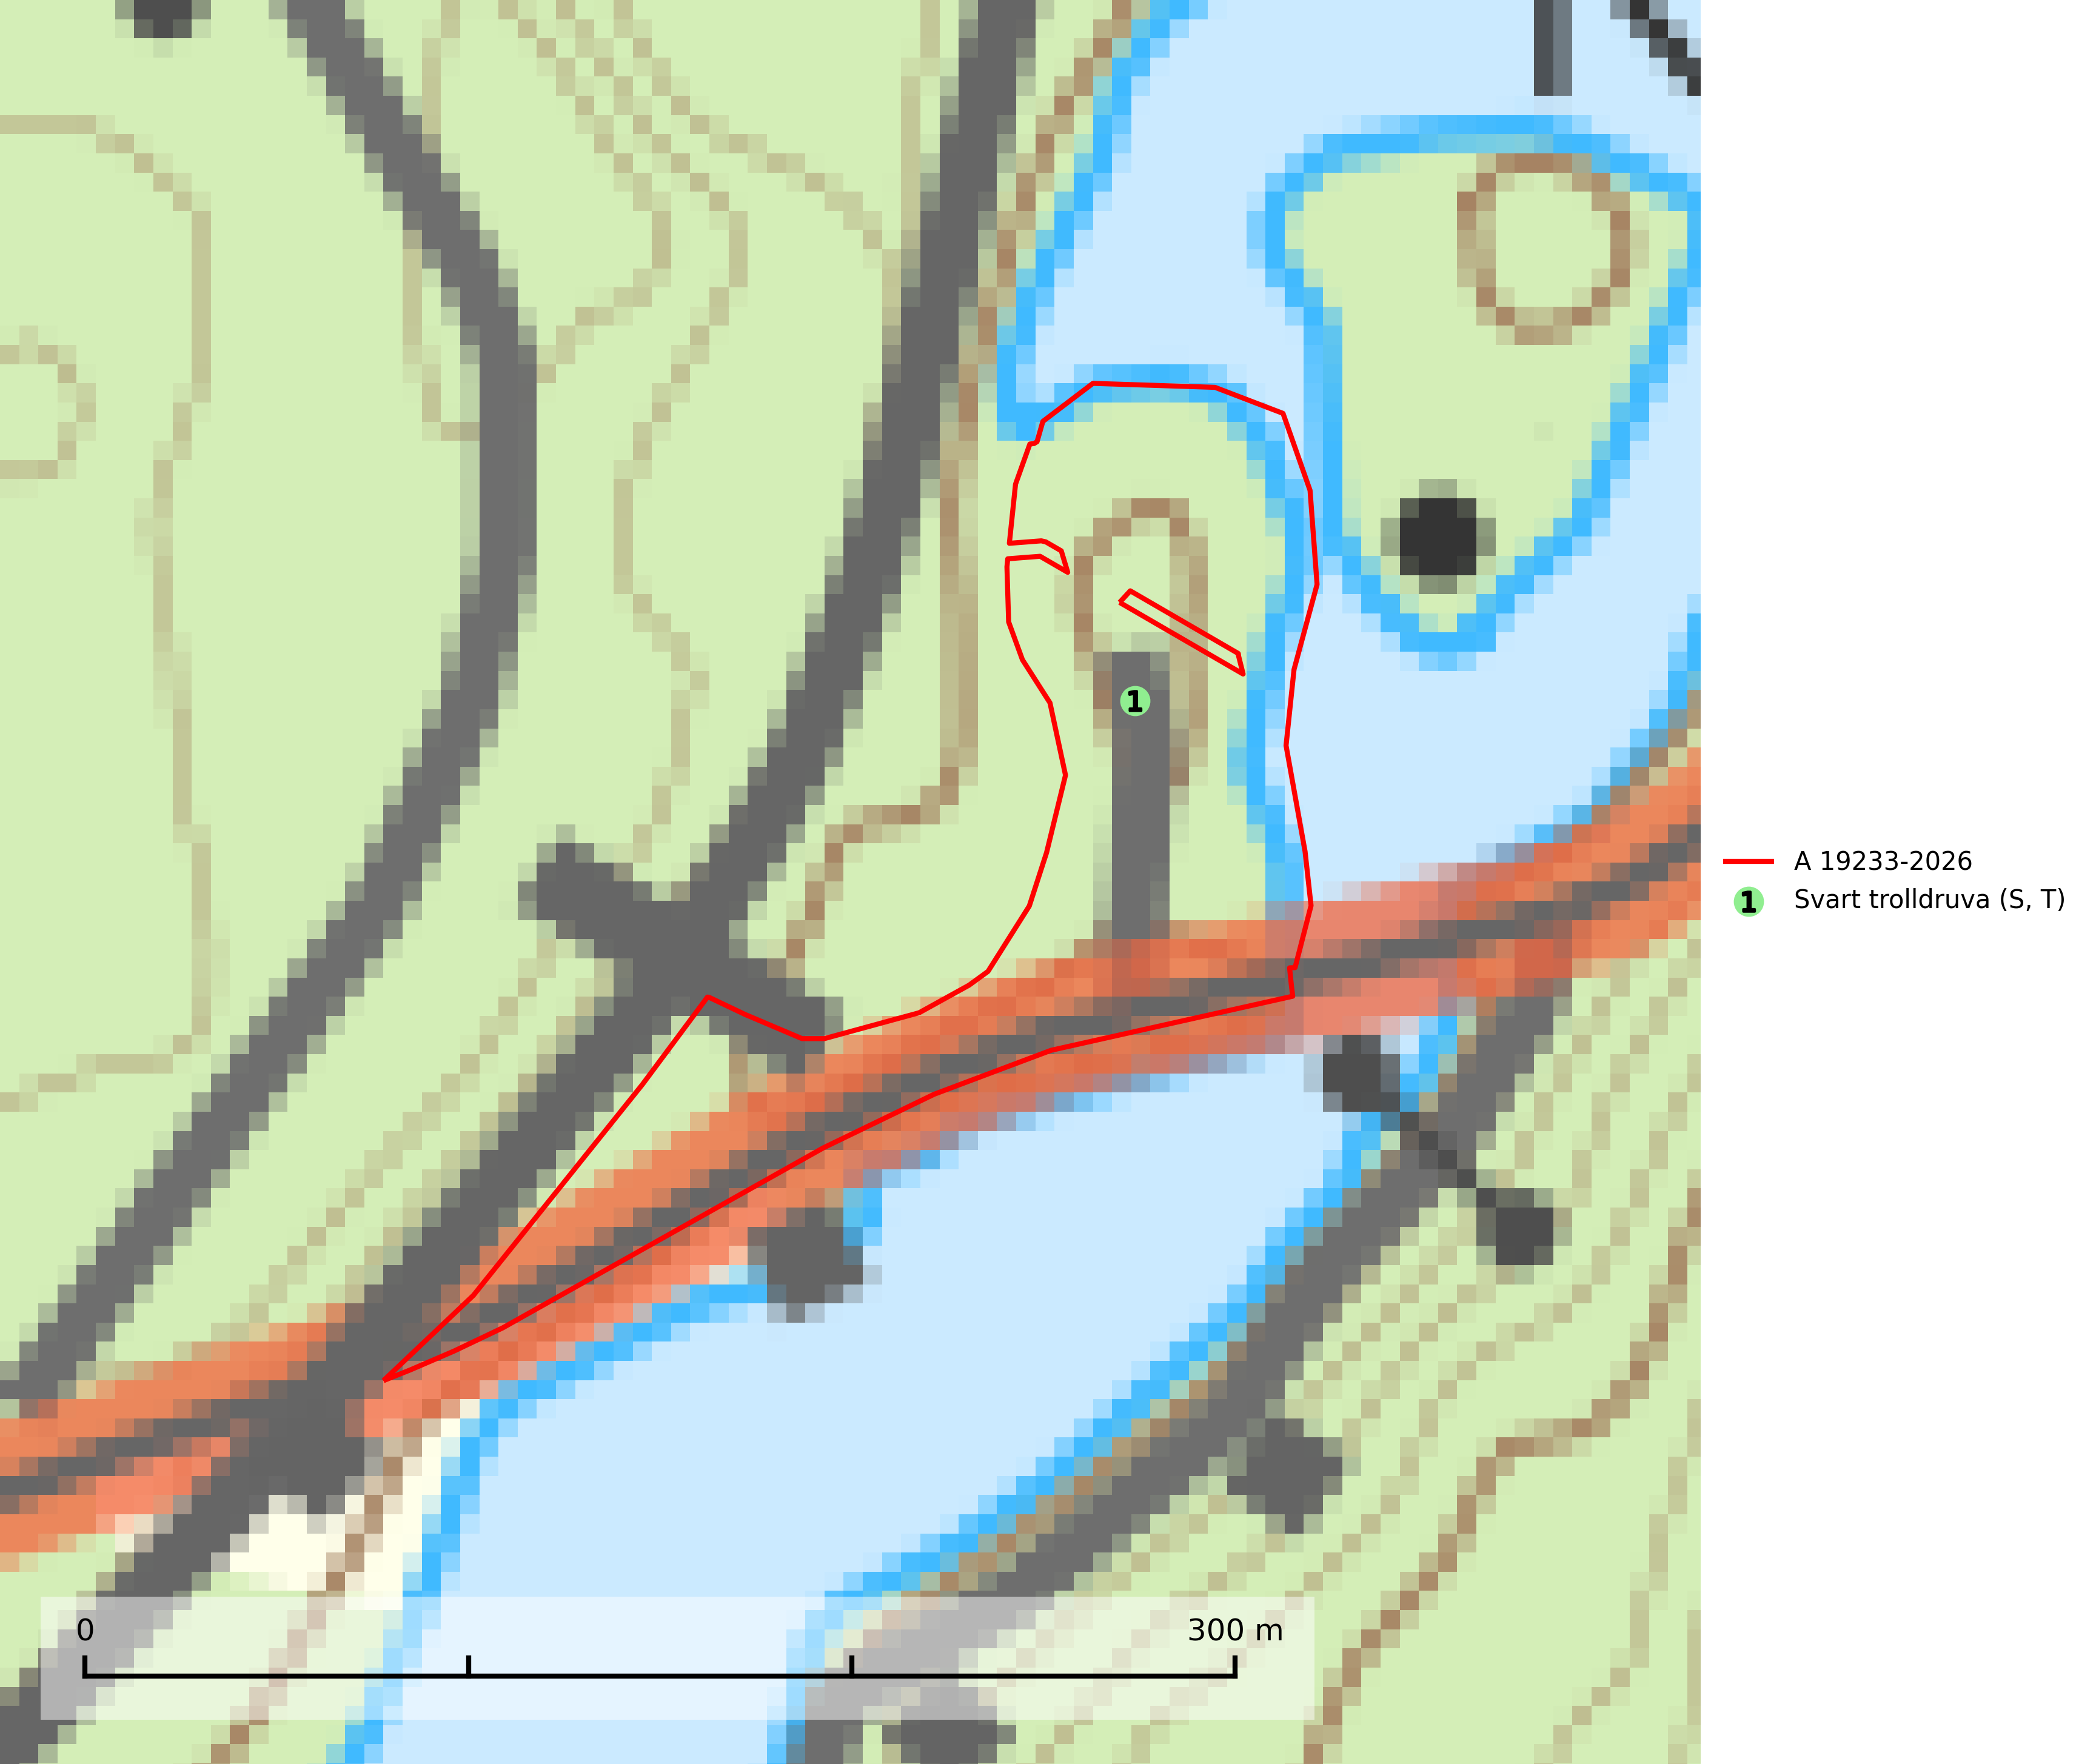 1
A 19233-2026
1 Svart trolldruva (S, T)
0 300 m